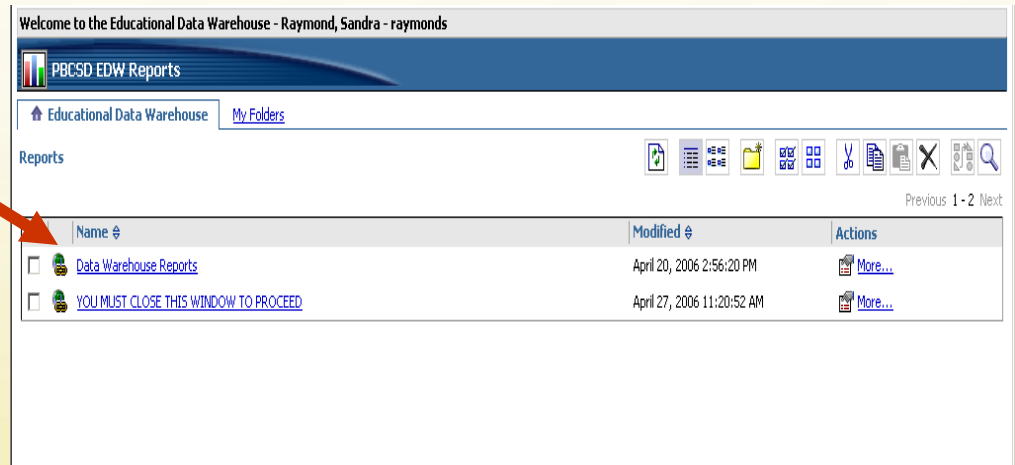 Welcome to the Educational Data Warehouse - Raymond, Sandra - raymonds
PBCSD EDW Reports
Educational Data Warehouse My Folders
Reports
Previous 1 - 2 Next
Name Modified Actions
Data Warehouse Reports April 20, 2006 2:56:20 PM More...
YOU MUST CLOSE THIS WINDOW TO PROCEED April 27, 2006 11:20:52 AM More...